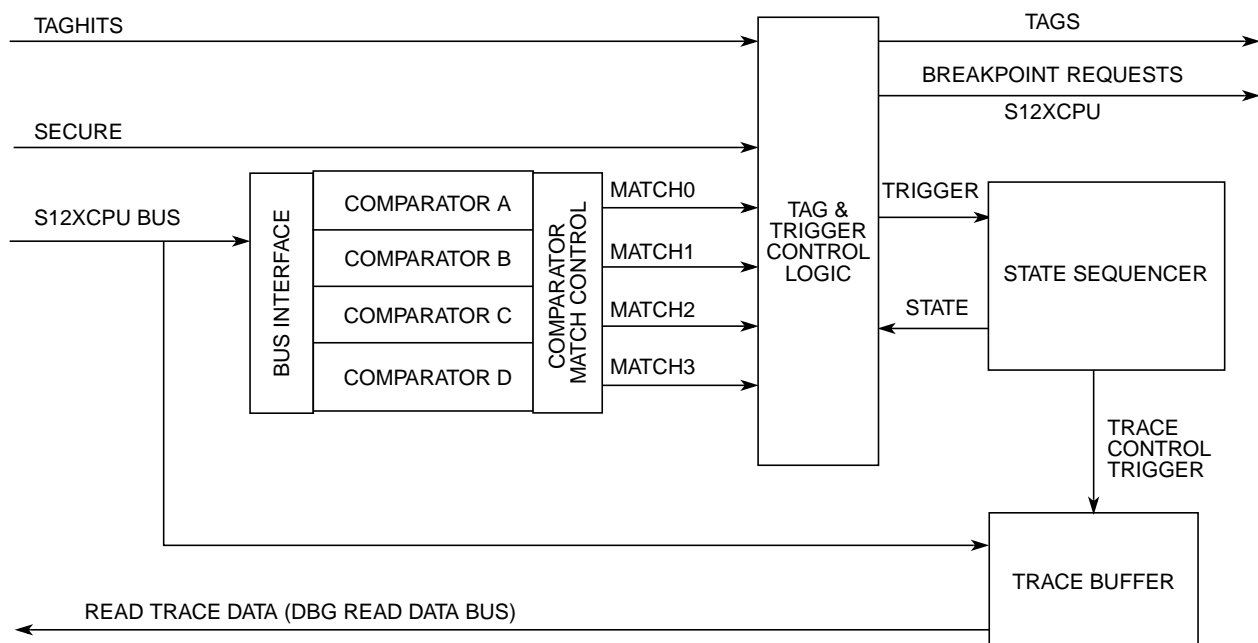 TAGHITS
TAGS
BREAKPOINT REQUESTS
S12XCPU
SECURE
S12XCPU BUS
BUS INTERFACE
COMPARATOR A
COMPARATOR B
COMPARATOR C
COMPARATOR D
COMPARATOR
MATCH CONTROL
MATCH0
MATCH1
MATCH2
MATCH3
TAG &
TRIGGER
CONTROL
LOGIC
TRIGGER
STATE
STATE SEQUENCER
TRACE
CONTROL
TRIGGER
TRACE BUFFER
READ TRACE DATA (DBG READ DATA BUS)